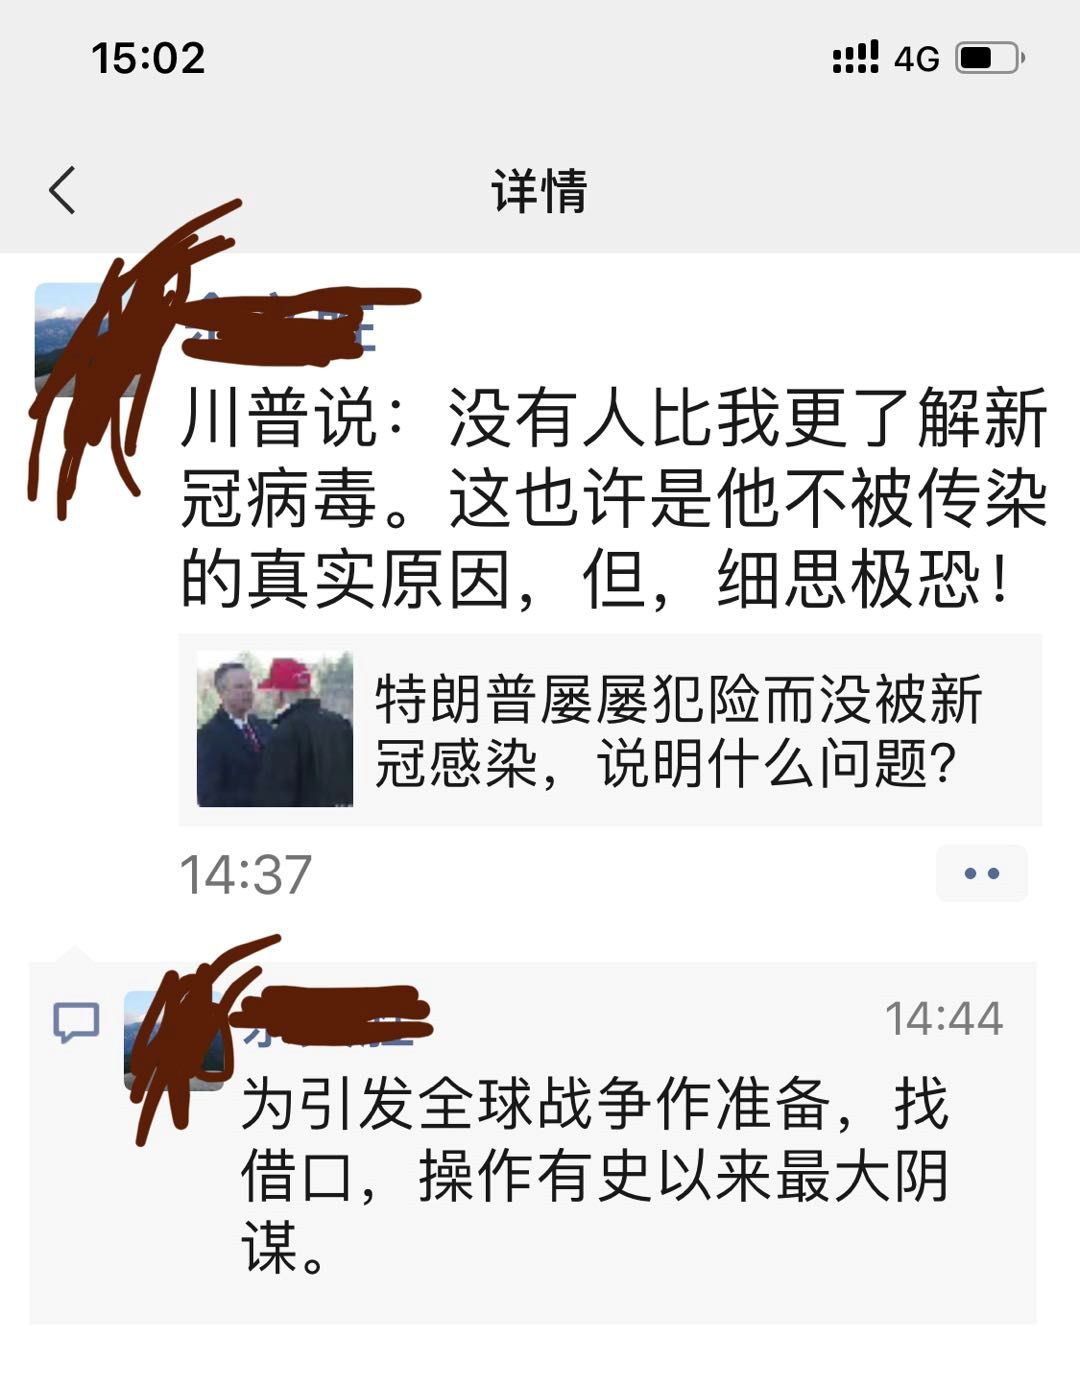 15:02
4G
详情
川普说：没有人比我更了解新
冠病毒。这也许是他不被传染
的真实原因，但，细思极恐！
特朗普屡屡犯险而没被新
冠感染，说明什么问题？
14:37
14:44
为引发全球战争作准备，找
借口，操作有史以来最大阴
谋。